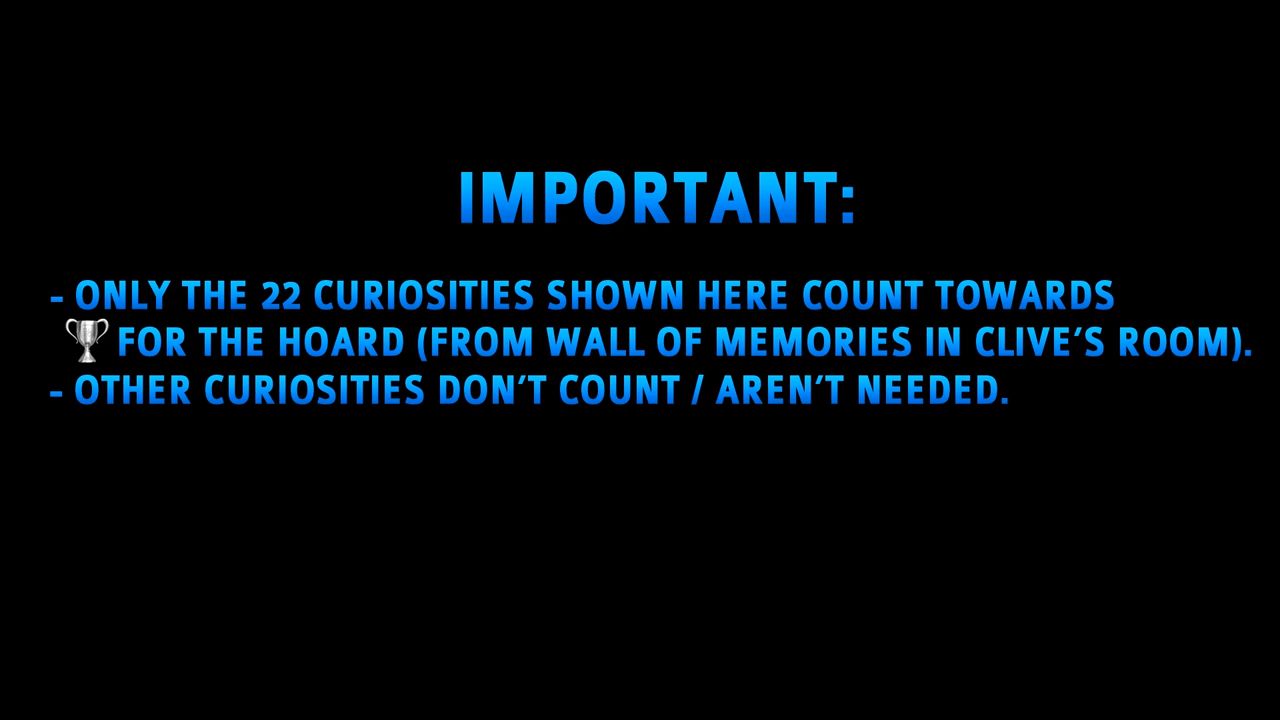 IMPORTANT:
- ONLY THE 22 CURIOSITIES SHOWN HERE COUNT TOWARDS
FOR THE HOARD (FROM WALL OF MEMORIES IN CLIVE'S ROOM).
- OTHER CURIOSITIES DON'T COUNT / AREN'T NEEDED.